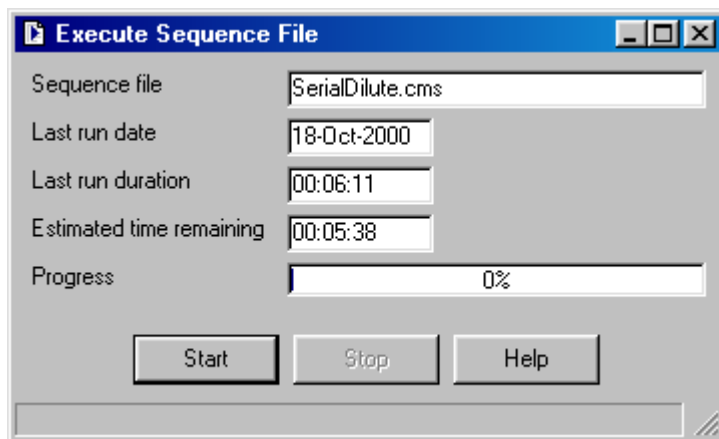 Execute Sequence File
Sequence file SerialDilute.cms
Last run date 18-Oct-2000
Last run duration 00:06:11
Estimated time remaining 00:05:38
Progress 0%
Start Stop Help